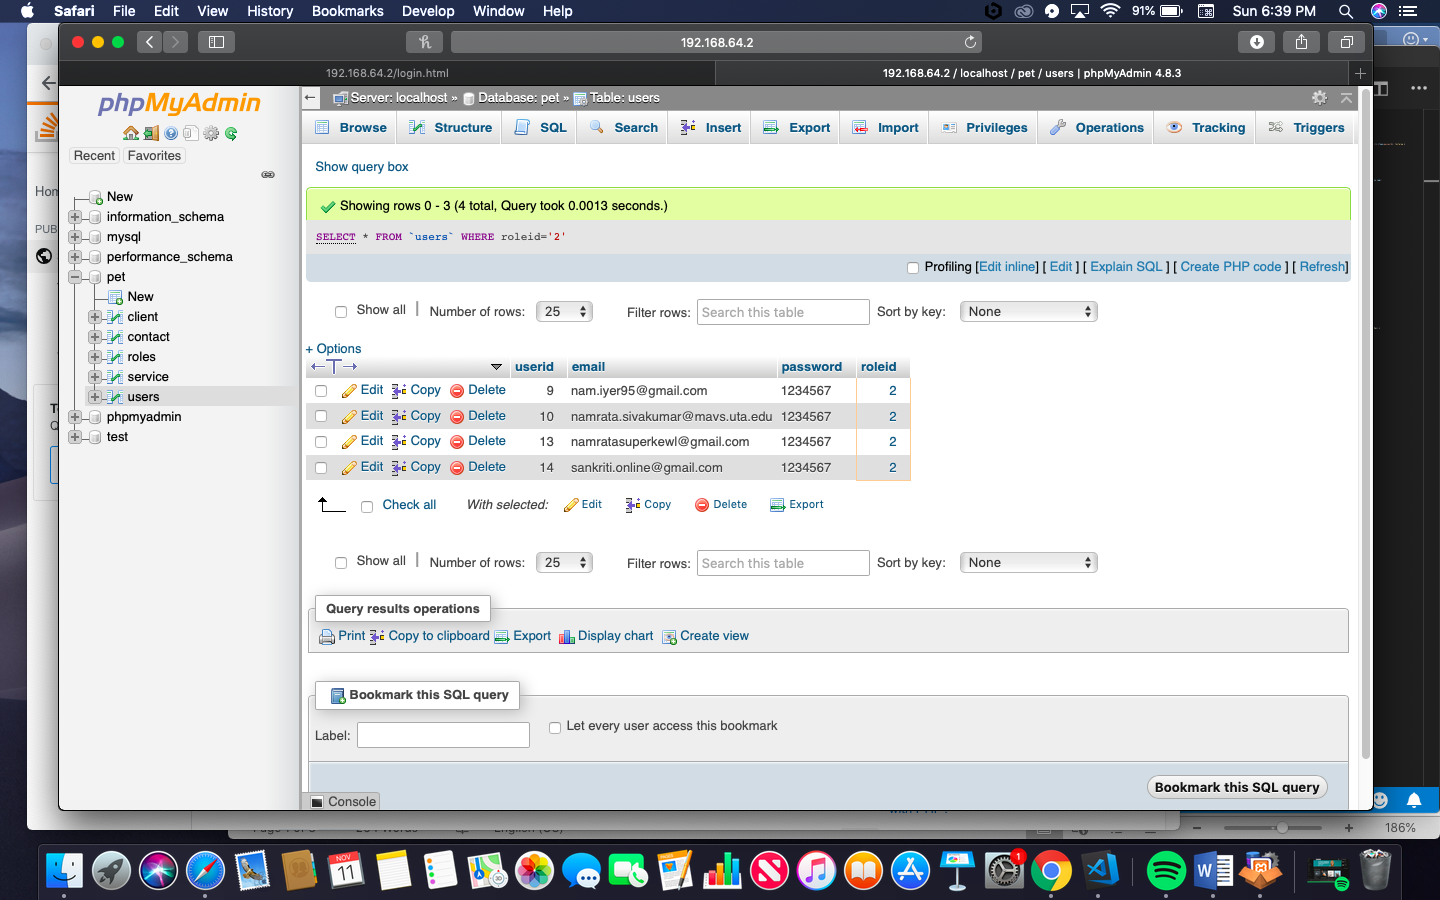 Safari File Edit View History Bookmarks Develop Window Help 91% Sun 6:39 PM
192.168.64.2
192.168.64.2/login.html
192.168.64.2 / localhost / pet / users | phpMyAdmin 4.8.3
phpMyAdmin
Recent Favorites
New
information_schema
mysql
performance_schema
pet
New
client
contact
roles
service
users
phpmyadmin
test
Server: localhost » Database: pet » Table: users
Browse Structure SQL Search Insert Export Import Privileges Operations Tracking Triggers
Show query box
Showing rows 0 - 3 (4 total, Query took 0.0013 seconds.)
SELECT * FROM `users` WHERE roleid='2'
Profiling [Edit inline] [ Edit ] [ Explain SQL ] [ Create PHP code ] [ Refresh]
Show all | Number of rows: 25 Filter rows: Search this table Sort by key: None
+ Options
userid email password roleid
Edit Copy Delete 9 nam.iyer95@gmail.com 1234567 2
Edit Copy Delete 10 namrata.sivakumar@mavs.uta.edu 1234567 2
Edit Copy Delete 13 namratasuperkewl@gmail.com 1234567 2
Edit Copy Delete 14 sankriti.online@gmail.com 1234567 2
Check all With selected: Edit Copy Delete Export
Show all | Number of rows: 25 Filter rows: Search this table Sort by key: None
Query results operations
Print Copy to clipboard Export Display chart Create view
Bookmark this SQL query
Label: Let every user access this bookmark
Bookmark this SQL query
Console
186%
NOV
11
1